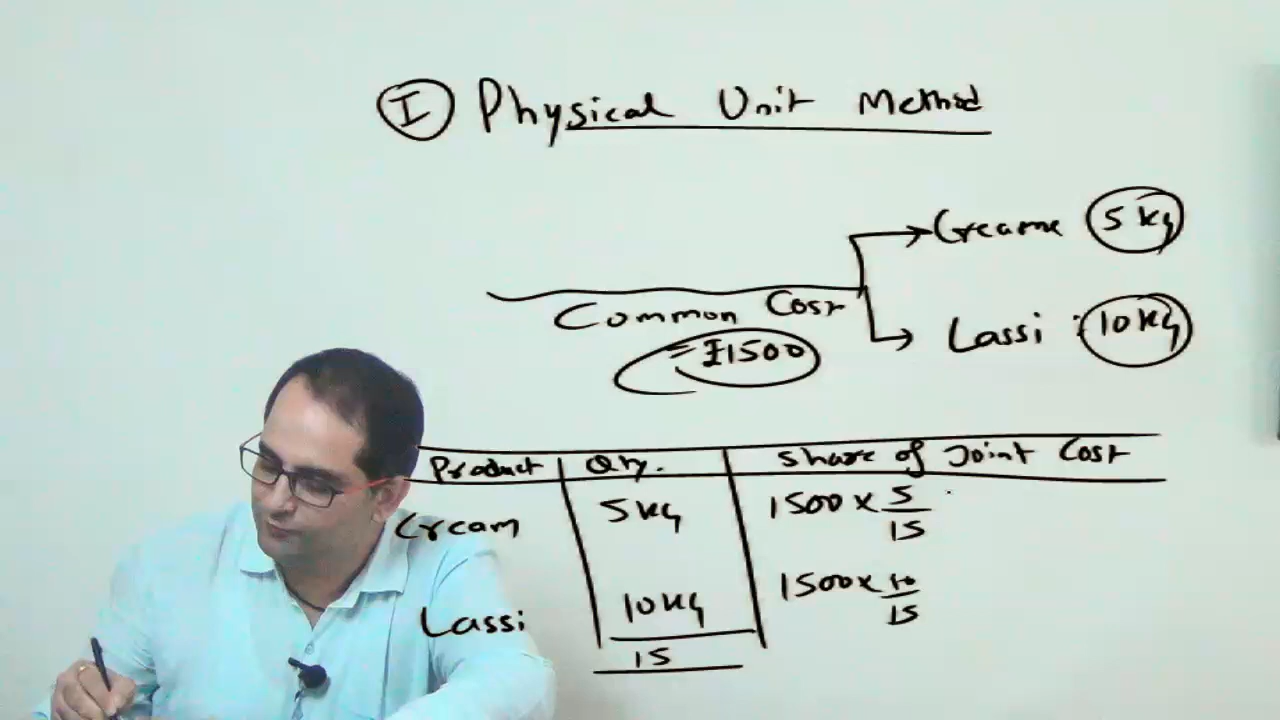 I Physical Unit Method
Creame 5 kg
Common Cost
= ₹1500
Lassi : 10 kg
Product Qty. Share of Joint Cost
Cream 5 kg 1500 × 5/15
Lassi 10 kg 1500 × 10/15
15